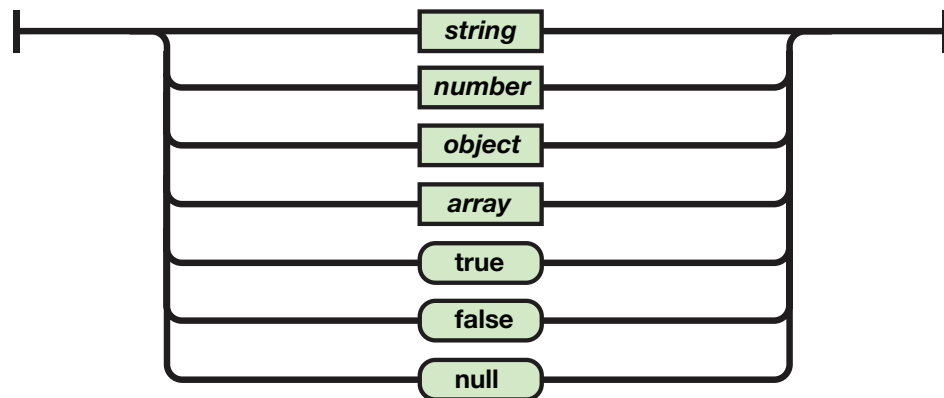 string
number
object
array
true
false
null